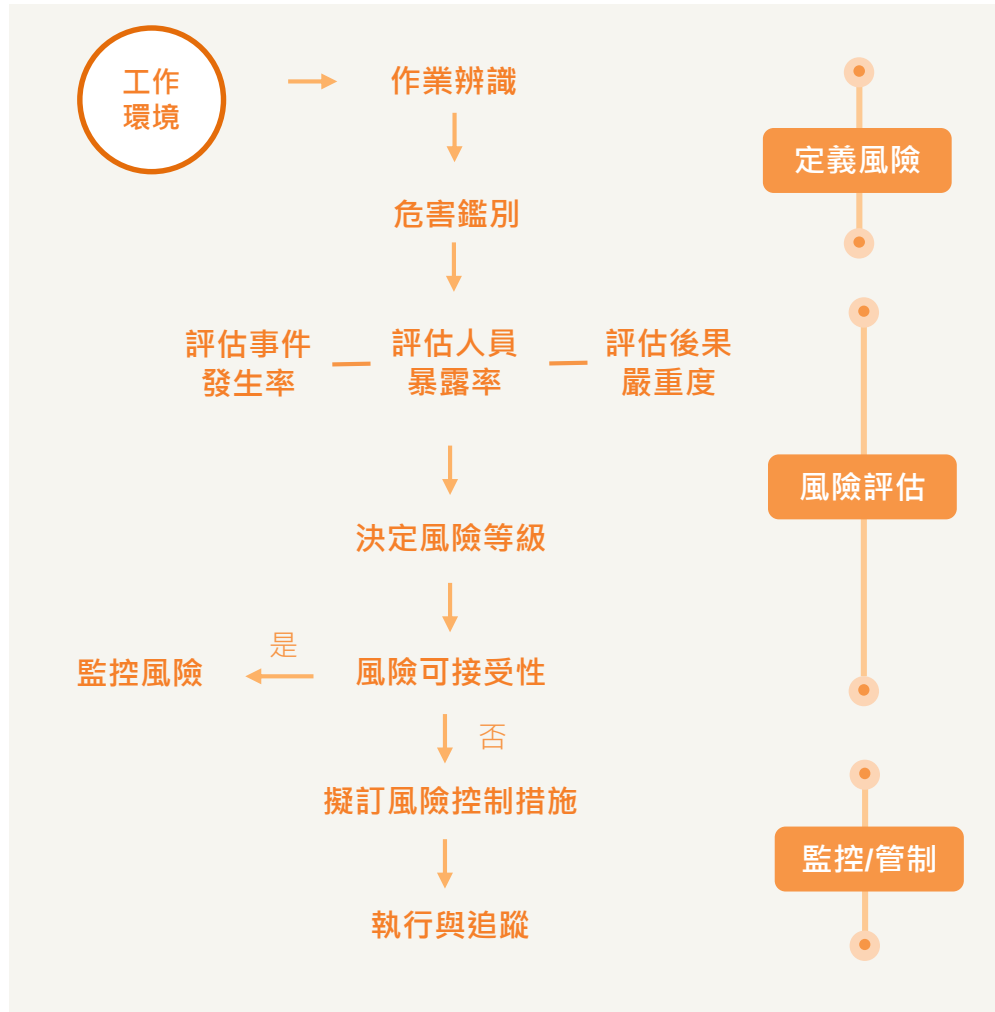 工作
環境
作業辨識
定義風險
危害鑑別
評估事件
發生率
評估人員
暴露率
評估後果
嚴重度
風險評估
決定風險等級
是
監控風險
風險可接受性
否
擬訂風險控制措施
監控/管制
執行與追蹤